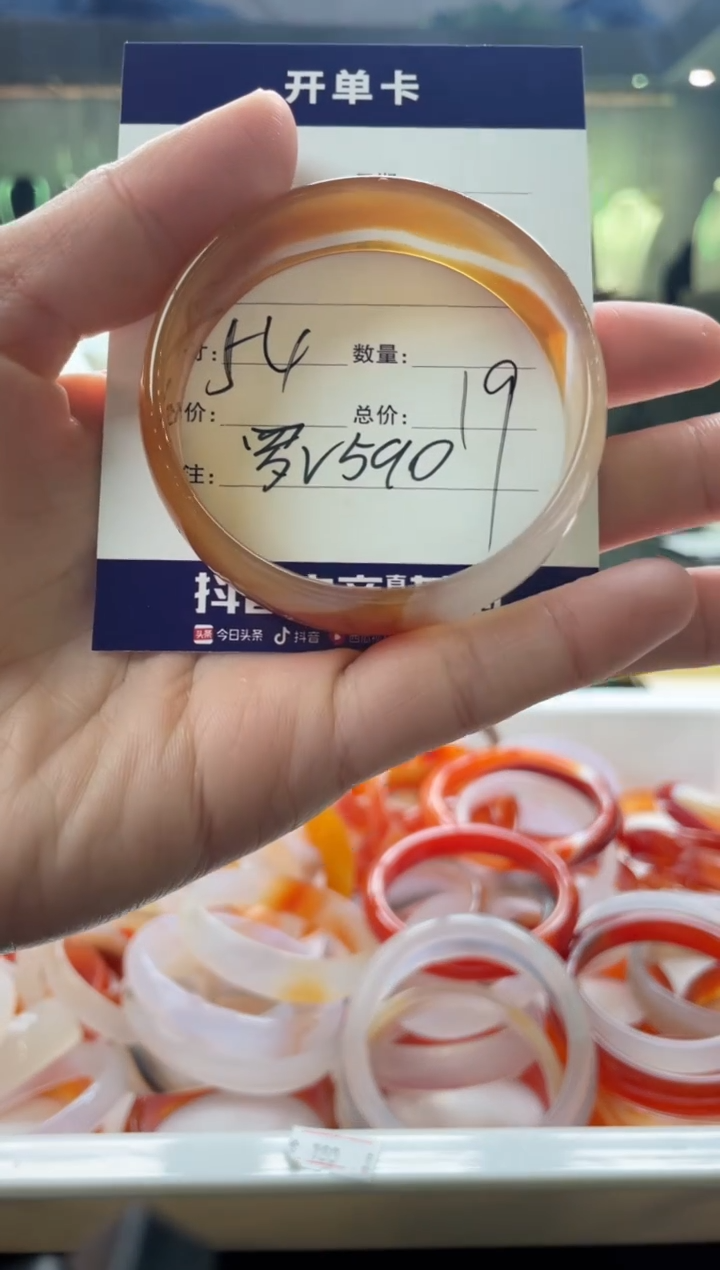 开单卡
寸: 54 数量:
价: 总价: 19
注: 罗V590
抖音
今日头条 抖音